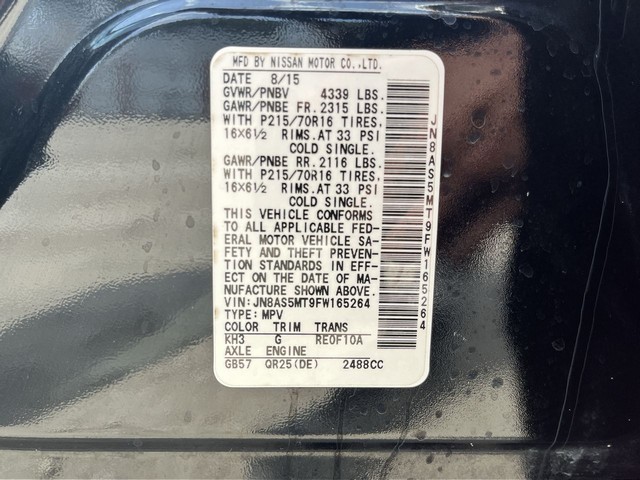 MFD BY NISSAN MOTOR CO.,LTD.
DATE 8/15
GVWR/PNBV 4339 LBS.
GAWR/PNBE FR.2315 LBS.
WITH P215/70R16 TIRES,
16X6½ RIMS.AT 33 PSI
COLD SINGLE.
GAWR/PNBE RR.2116 LBS.
WITH P215/70R16 TIRES,
16X6½ RIMS.AT 33 PSI
COLD SINGLE.
THIS VEHICLE CONFORMS
TO ALL APPLICABLE FED-
ERAL MOTOR VEHICLE SA-
FETY AND THEFT PREVEN-
TION STANDARDS IN EFF-
ECT ON THE DATE OF MA-
NUFACTURE SHOWN ABOVE.
VIN:JN8AS5MT9FW165264
TYPE:MPV
COLOR TRIM TRANS
KH3 G RE0F10A
AXLE ENGINE
GB57 QR25(DE) 2488CC
JN8AS5MT9FW165264